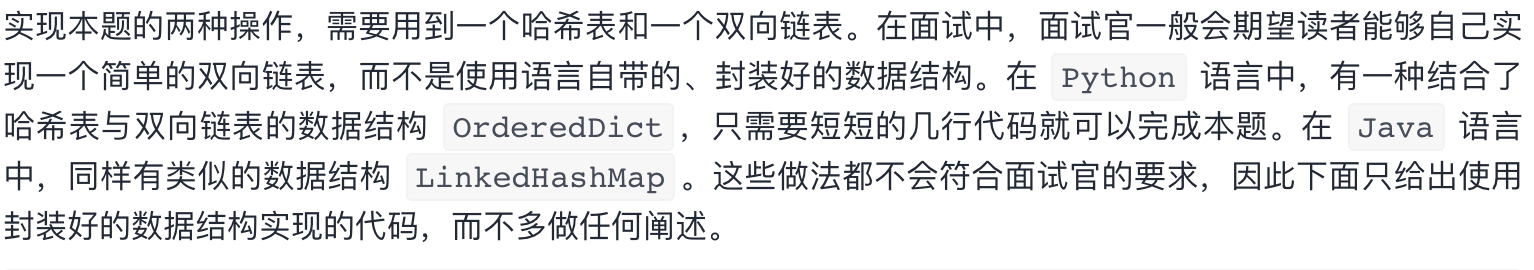 实现本题的两种操作，需要用到一个哈希表和一个双向链表。在面试中，面试官一般会期望读者能够自己实
现一个简单的双向链表，而不是使用语言自带的、封装好的数据结构。在 Python 语言中，有一种结合了
哈希表与双向链表的数据结构 OrderedDict，只需要短短的几行代码就可以完成本题。在 Java 语言
中，同样有类似的数据结构 LinkedHashMap。这些做法都不会符合面试官的要求，因此下面只给出使用
封装好的数据结构实现的代码，而不多做任何阐述。